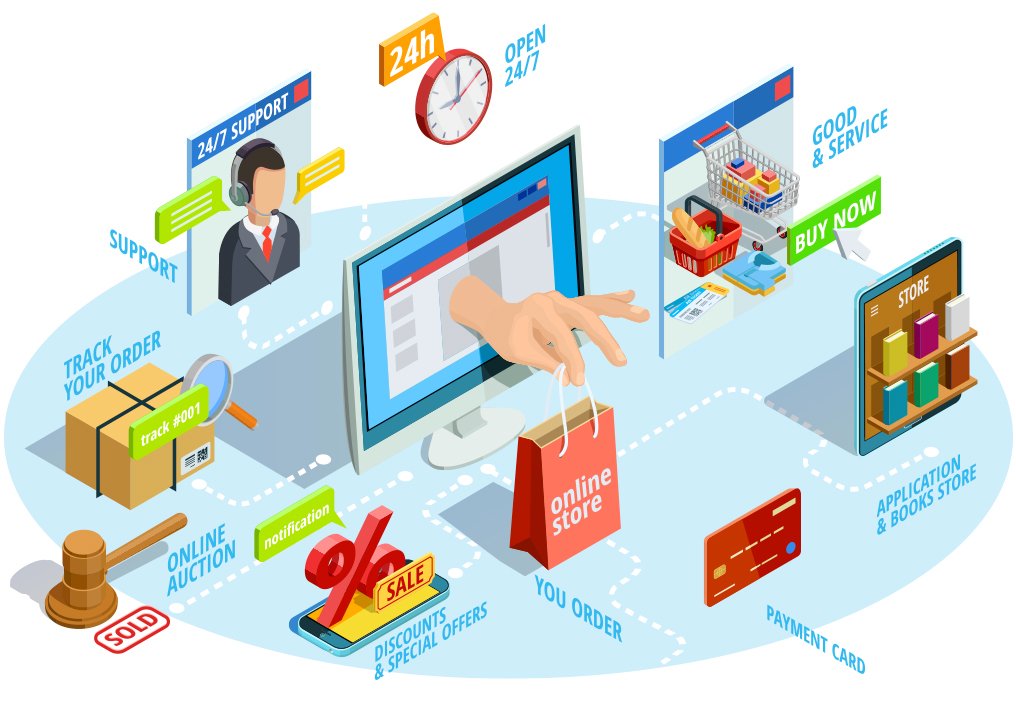 24h
OPEN
24/7
24/7 SUPPORT
SUPPORT
GOOD
& SERVICE
BUY NOW
STORE
TRACK
YOUR ORDER
track #001
online
store
APPLICATION
& BOOKS STORE
notification
ONLINE
AUCTION
SOLD
SALE
DISCOUNTS
& SPECIAL OFFERS
YOU ORDER
PAYMENT CARD